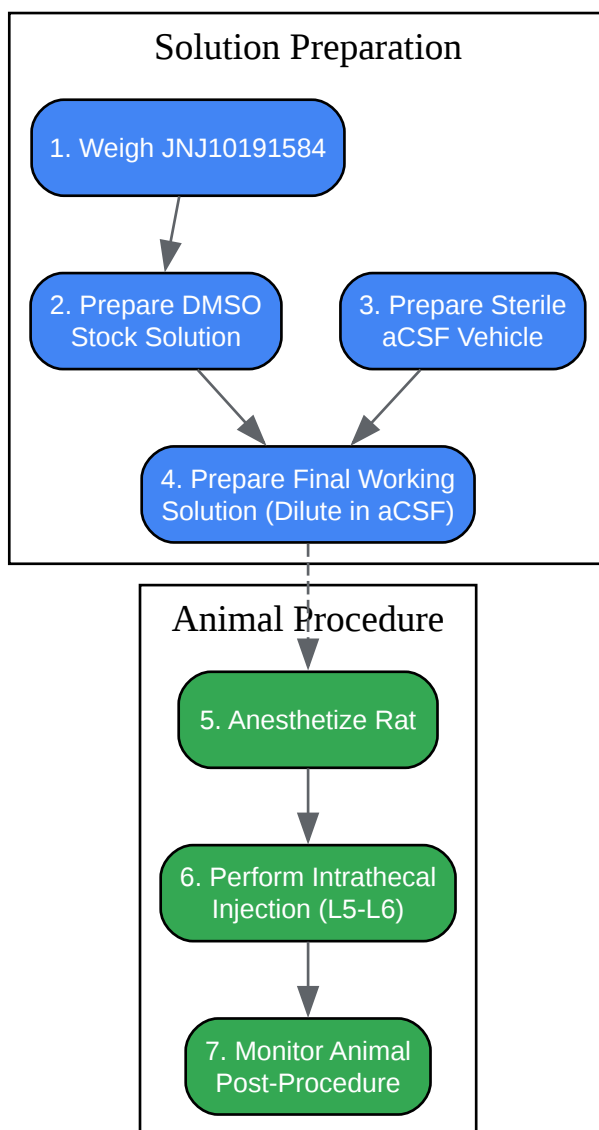 Solution Preparation
1. Weigh JNJ10191584
2. Prepare DMSO
Stock Solution
3. Prepare Sterile
aCSF Vehicle
4. Prepare Final Working
Solution (Dilute in aCSF)
Animal Procedure
5. Anesthetize Rat
6. Perform Intrathecal
Injection (L5-L6)
7. Monitor Animal
Post-Procedure